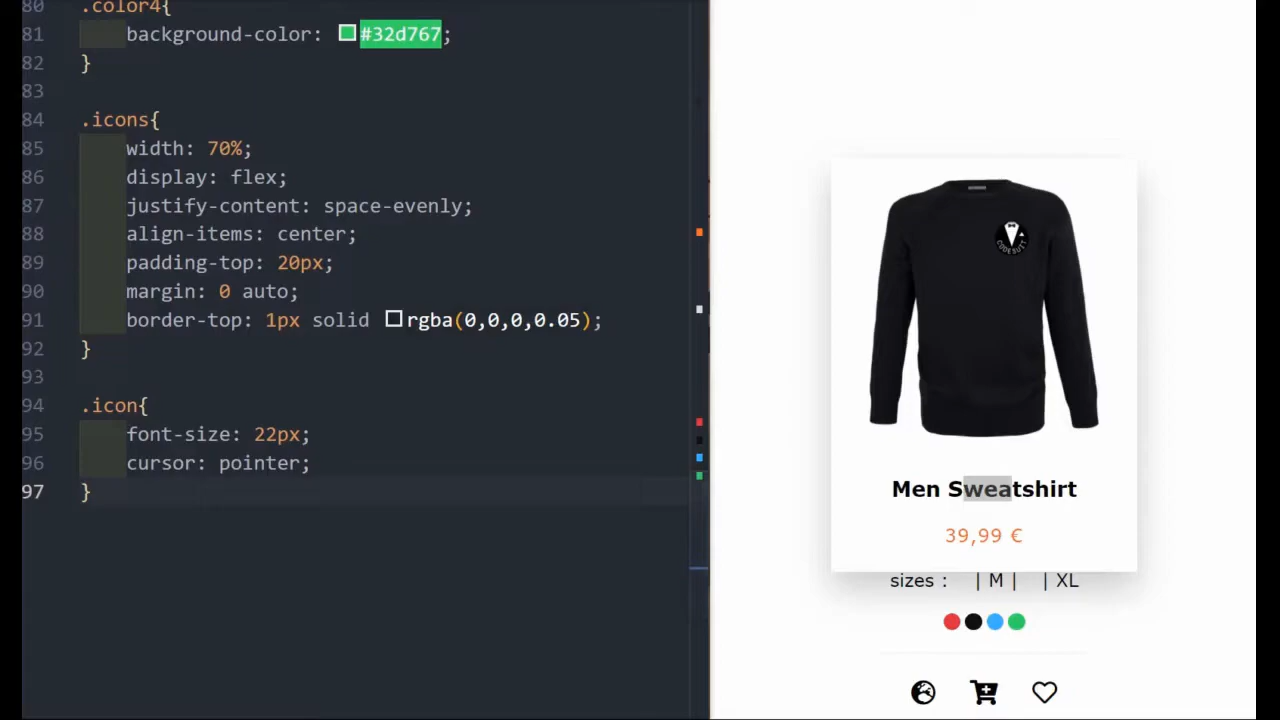 80 .color4{
81 background-color: #32d767;
82 }
83
84 .icons{
85 width: 70%;
86 display: flex;
87 justify-content: space-evenly;
88 align-items: center;
89 padding-top: 20px;
90 margin: 0 auto;
91 border-top: 1px solid rgba(0,0,0,0.05);
92 }
93
94 .icon{
95 font-size: 22px;
96 cursor: pointer;
97 }
CODESUIT
Men Sweatshirt
39,99 €
sizes : | M | | XL